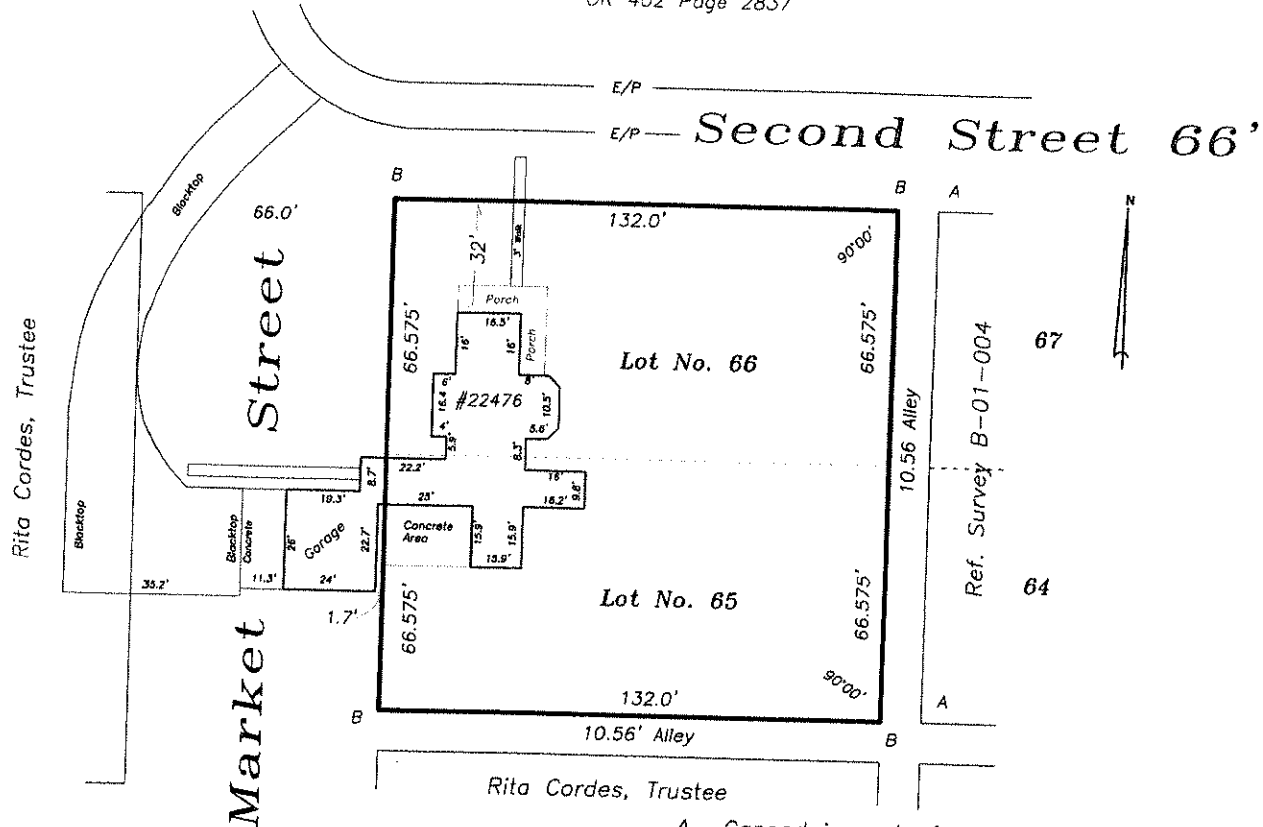 OR 402 Page 2837
E/P
E/P
Second Street 66'
B
B
A
N
Blacktop
66.0'
132.0'
90°00'
32'
3' Walk
Porch
16.5'
16'
16'
Porch
66.575'
66.575'
Rita Cordes, Trustee
Street
Lot No. 66
67
6'
16.4
#22476
8'
10.5'
4'
5.9'
5.6'
8.3'
22.2'
8.7'
16'
9.8'
16.2'
10.56 Alley
Ref. Survey B-01-004
19.3'
25'
Blacktop
Blacktop
Concrete
26'
Garage
22.7'
Concrete
Area
15.9'
15.9'
15.9'
35.2'
11.3'
24'
1.7'
66.575'
Lot No. 65
66.575'
64
Market
90°00'
132.0'
B
A
10.56' Alley
B
Rita Cordes, Trustee